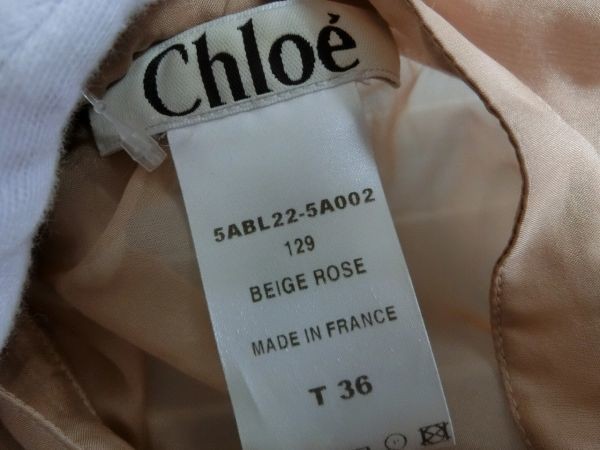 Chloé
5ABL22-5A002
129
BEIGE ROSE
MADE IN FRANCE
T 36